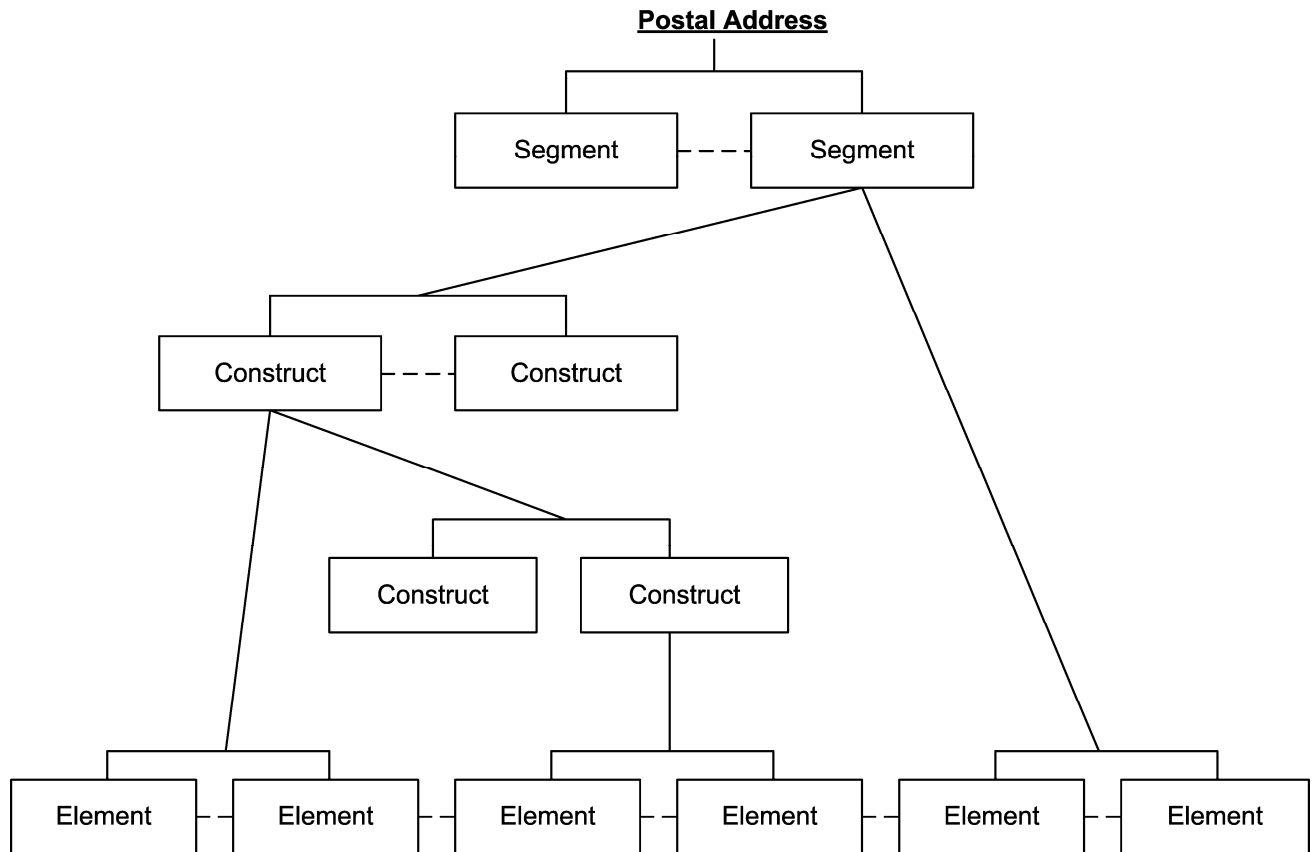 Postal Address
Segment Segment
Construct Construct
Construct Construct
Element Element Element Element Element Element